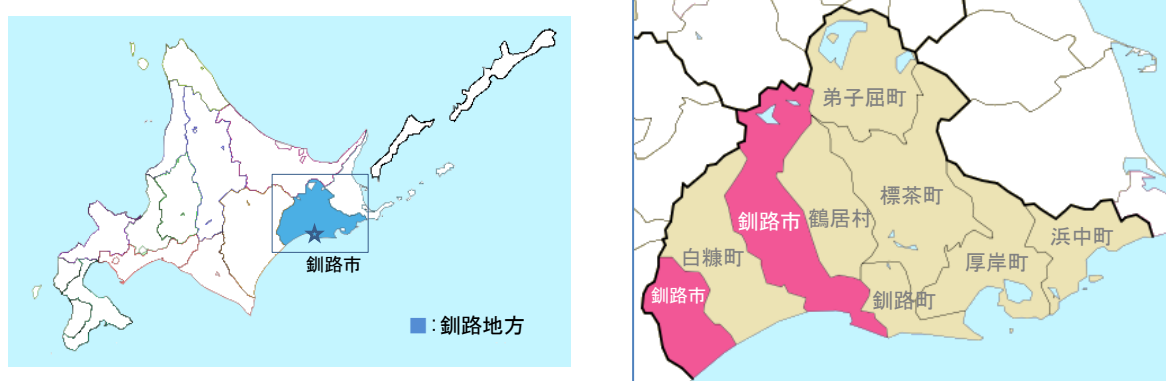 釧路市
■：釧路地方
弟子屈町
標茶町
釧路市
鶴居村
浜中町
白糠町
厚岸町
釧路市
釧路町